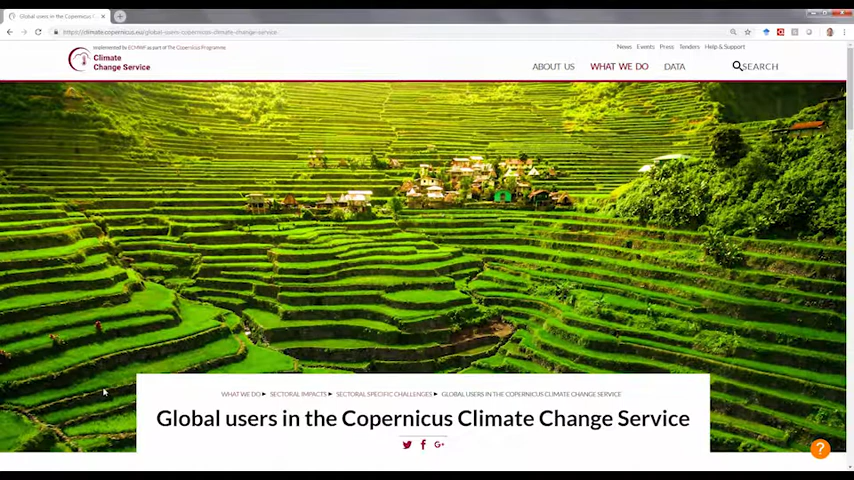 Global users in the Copernicus C
https://climate.copernicus.eu/global-users-copernicus-climate-change-service
Implemented by ECMWF as part of The Copernicus Programme
Climate
Change Service
News Events Press Tenders Help & Support
ABOUT US WHAT WE DO DATA SEARCH
WHAT WE DO SECTORAL IMPACTS SECTORAL SPECIFIC CHALLENGES GLOBAL USERS IN THE COPERNICUS CLIMATE CHANGE SERVICE
Global users in the Copernicus Climate Change Service
G+
?